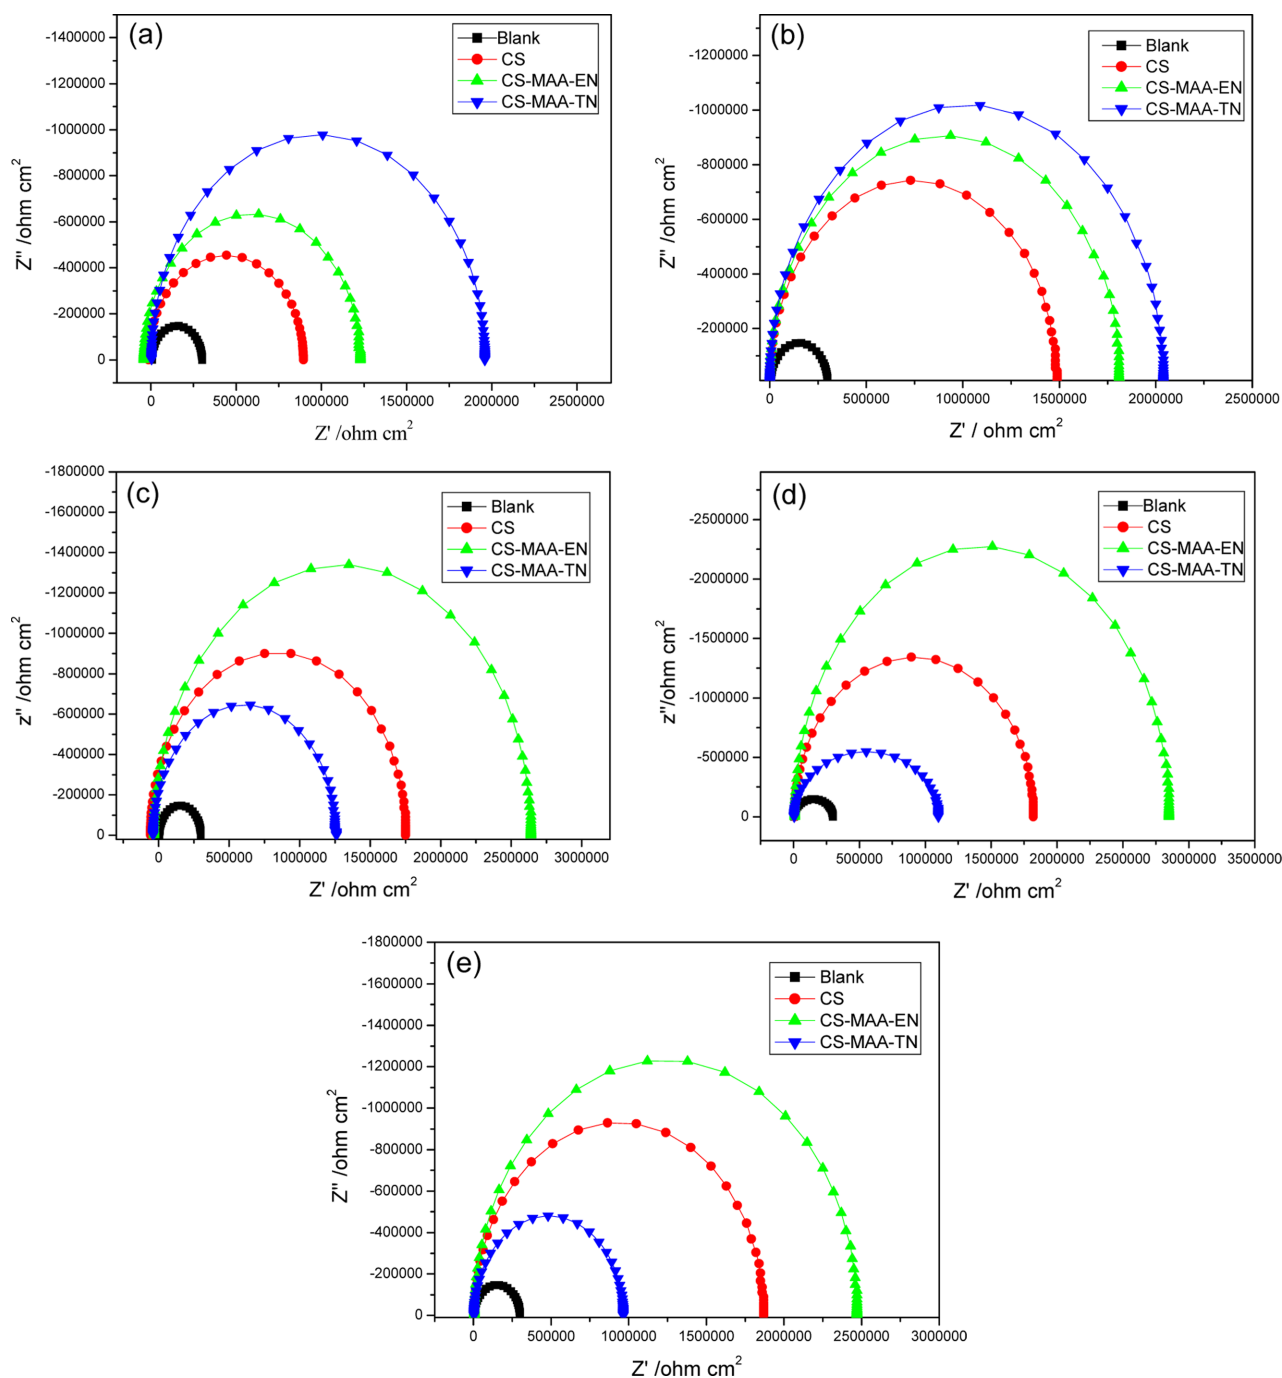 (a)
Blank
CS
CS-MAA-EN
CS-MAA-TN
-1400000
-1200000
-1000000
-800000
-600000
-400000
-200000
0
Z'' /ohm cm2
0 500000 1000000 1500000 2000000 2500000
Z' /ohm cm2
(b)
Blank
CS
CS-MAA-EN
CS-MAA-TN
-1200000
-1000000
-800000
-600000
-400000
-200000
Z'' /ohm cm2
0 500000 1000000 1500000 2000000 2500000
Z' / ohm cm2
(c)
Blank
CS
CS-MAA-EN
CS-MAA-TN
-1800000
-1600000
-1400000
-1200000
-1000000
-800000
-600000
-400000
-200000
0
z'' /ohm cm2
0 500000 1000000 1500000 2000000 2500000 3000000
Z' /ohm cm2
(d)
Blank
CS
CS-MAA-EN
CS-MAA-TN
-2500000
-2000000
-1500000
-1000000
-500000
0
z''/ohm cm2
0 500000 1000000 1500000 2000000 2500000 3000000 3500000
Z' /ohm cm2
(e)
Blank
CS
CS-MAA-EN
CS-MAA-TN
-1800000
-1600000
-1400000
-1200000
-1000000
-800000
-600000
-400000
-200000
0
Z'' /ohm cm2
0 500000 1000000 1500000 2000000 2500000 3000000
Z' /ohm cm2